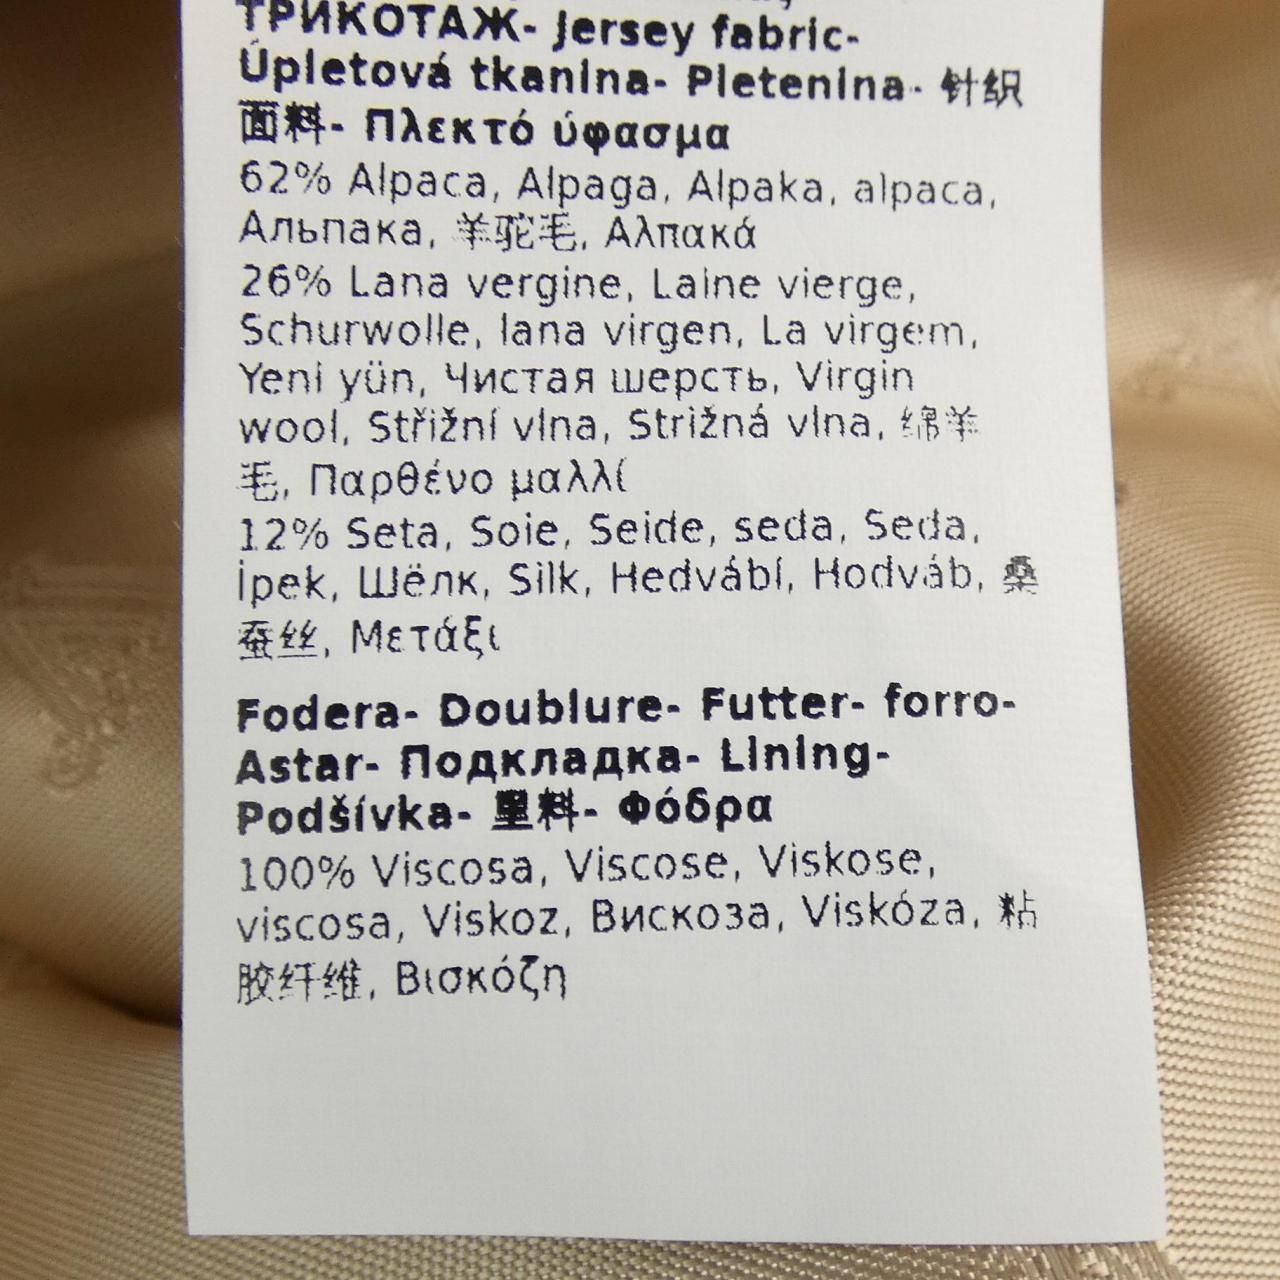 ТРИКОТАЖ- Jersey fabric-
Úpletová tkanina- Pletenina- 针织
面料- Πλεκτό ύφασμα
62% Alpaca, Alpaga, Alpaka, alpaca,
Альпака, 羊驼毛, Αλπακά
26% Lana vergine, Laine vierge,
Schurwolle, lana virgen, La virgem,
Yeni yün, Чистая шерсть, Virgin
wool, Střižní vlna, Strižná vlna, 绵羊
毛, Παρθένο μαλλί
12% Seta, Soie, Seide, seda, Seda,
İpek, Шёлк, Silk, Hedvábí, Hodváb, 桑
蚕丝, Μετάξι
Fodera- Doublure- Futter- forro-
Astar- Подкладка- Lining-
Podšívka- 里料- Φόδρα
100% Viscosa, Viscose, Viskose,
viscosa, Viskoz, Вискоза, Viskóza, 粘
胶纤维, Βισκόζη